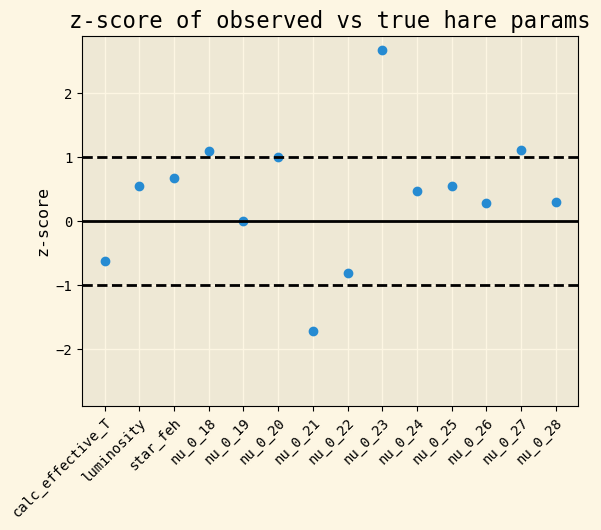 z-score of observed vs true hare params
z-score
2
1
0
−1
−2
calc_effective_T
luminosity
star_feh
nu_0_18
nu_0_19
nu_0_20
nu_0_21
nu_0_22
nu_0_23
nu_0_24
nu_0_25
nu_0_26
nu_0_27
nu_0_28